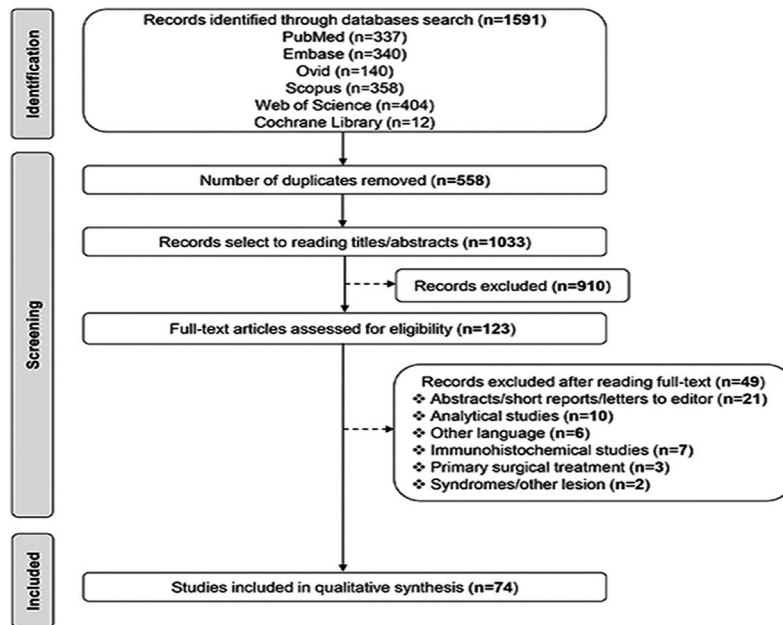 Identification
Records identified through databases search (n=1591)
PubMed (n=337)
Embase (n=340)
Ovid (n=140)
Scopus (n=358)
Web of Science (n=404)
Cochrane Library (n=12)
Screening
Number of duplicates removed (n=558)
Records select to reading titles/abstracts (n=1033)
Records excluded (n=910)
Full-text articles assessed for eligibility (n=123)
Records excluded after reading full-text (n=49)
❖ Abstracts/short reports/letters to editor (n=21)
❖ Analytical studies (n=10)
❖ Other language (n=6)
❖ Immunohistochemical studies (n=7)
❖ Primary surgical treatment (n=3)
❖ Syndromes/other lesion (n=2)
Included
Studies included in qualitative synthesis (n=74)